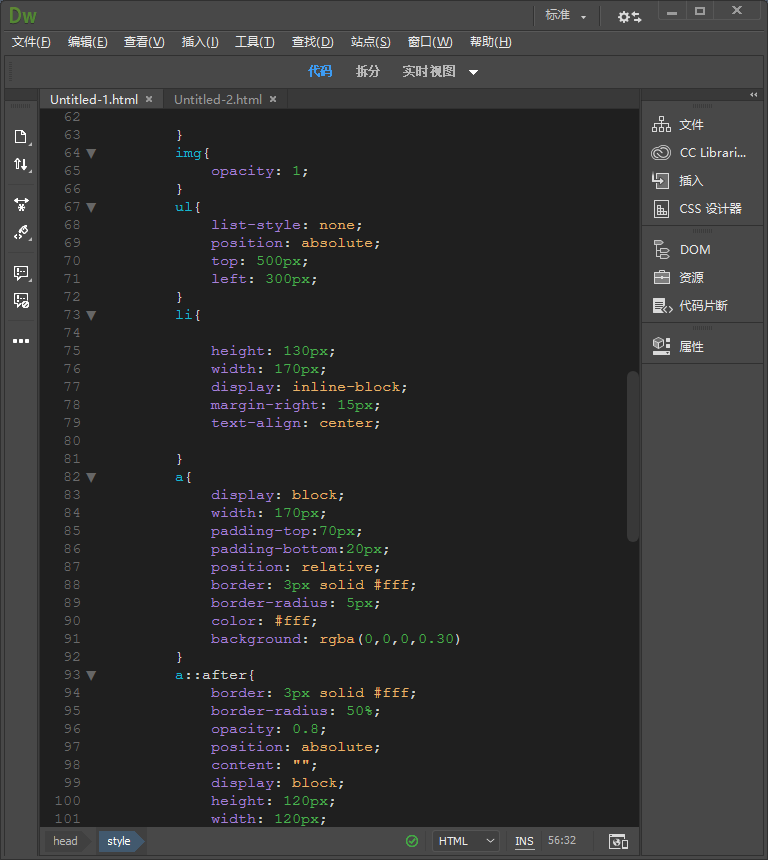 Dw
标准
文件(F) 编辑(E) 查看(V) 插入(I) 工具(T) 查找(D) 站点(S) 窗口(W) 帮助(H)
代码 拆分 实时视图
Untitled-1.html × Untitled-2.html ×
62
63 }
64 img{
65 opacity: 1;
66 }
67 ul{
68 list-style: none;
69 position: absolute;
70 top: 500px;
71 left: 300px;
72 }
73 li{
74
75 height: 130px;
76 width: 170px;
77 display: inline-block;
78 margin-right: 15px;
79 text-align: center;
80
81 }
82 a{
83 display: block;
84 width: 170px;
85 padding-top:70px;
86 padding-bottom:20px;
87 position: relative;
88 border: 3px solid #fff;
89 border-radius: 5px;
90 color: #fff;
91 background: rgba(0,0,0,0.30)
92 }
93 a::after{
94 border: 3px solid #fff;
95 border-radius: 50%;
96 opacity: 0.8;
97 position: absolute;
98 content: "";
99 display: block;
100 height: 120px;
101 width: 120px;
文件
CC Librari...
插入
CSS 设计器
DOM
资源
代码片断
属性
head style HTML INS 56:32